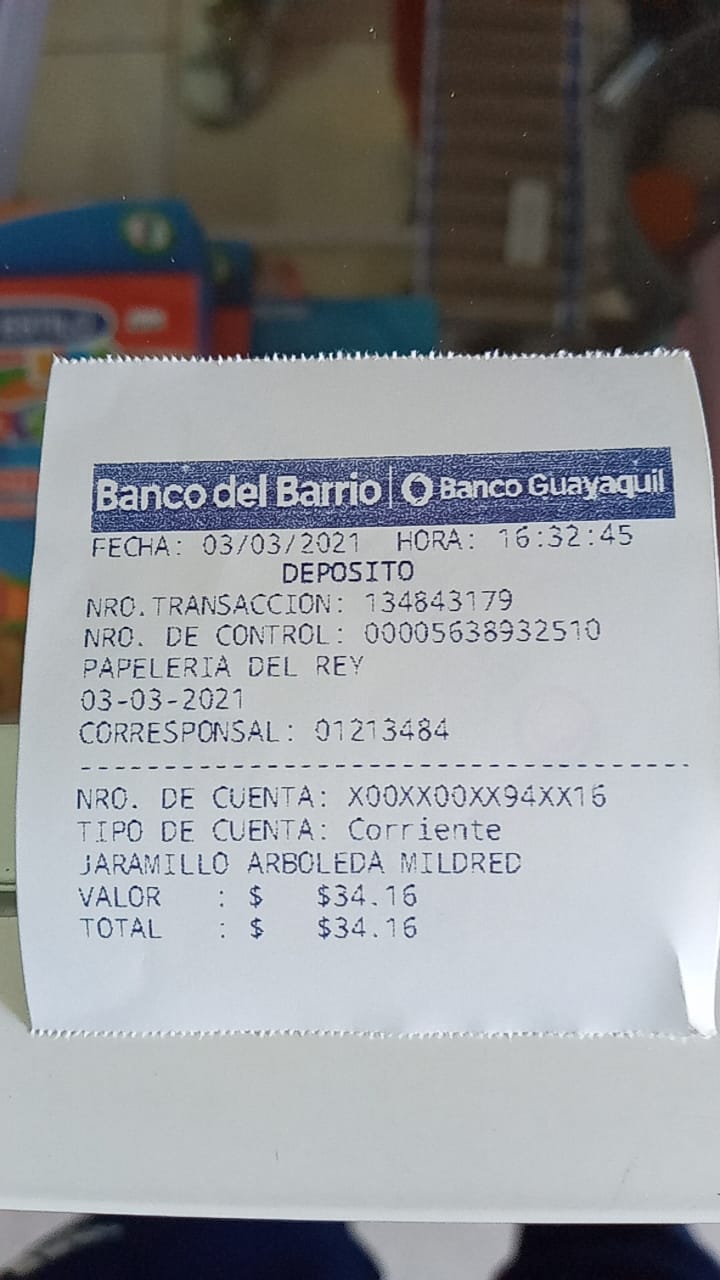 Banco del Barrio | Banco Guayaquil
FECHA: 03/03/2021 HORA: 16:32:45
DEPOSITO
NRO.TRANSACCION: 134843179
NRO. DE CONTROL: 00005638932510
PAPELERIA DEL REY
03-03-2021
CORRESPONSAL: 01213484
NRO. DE CUENTA: X00XX00XX94XX16
TIPO DE CUENTA: Corriente
JARAMILLO ARBOLEDA MILDRED
VALOR : $ $34.16
TOTAL : $ $34.16